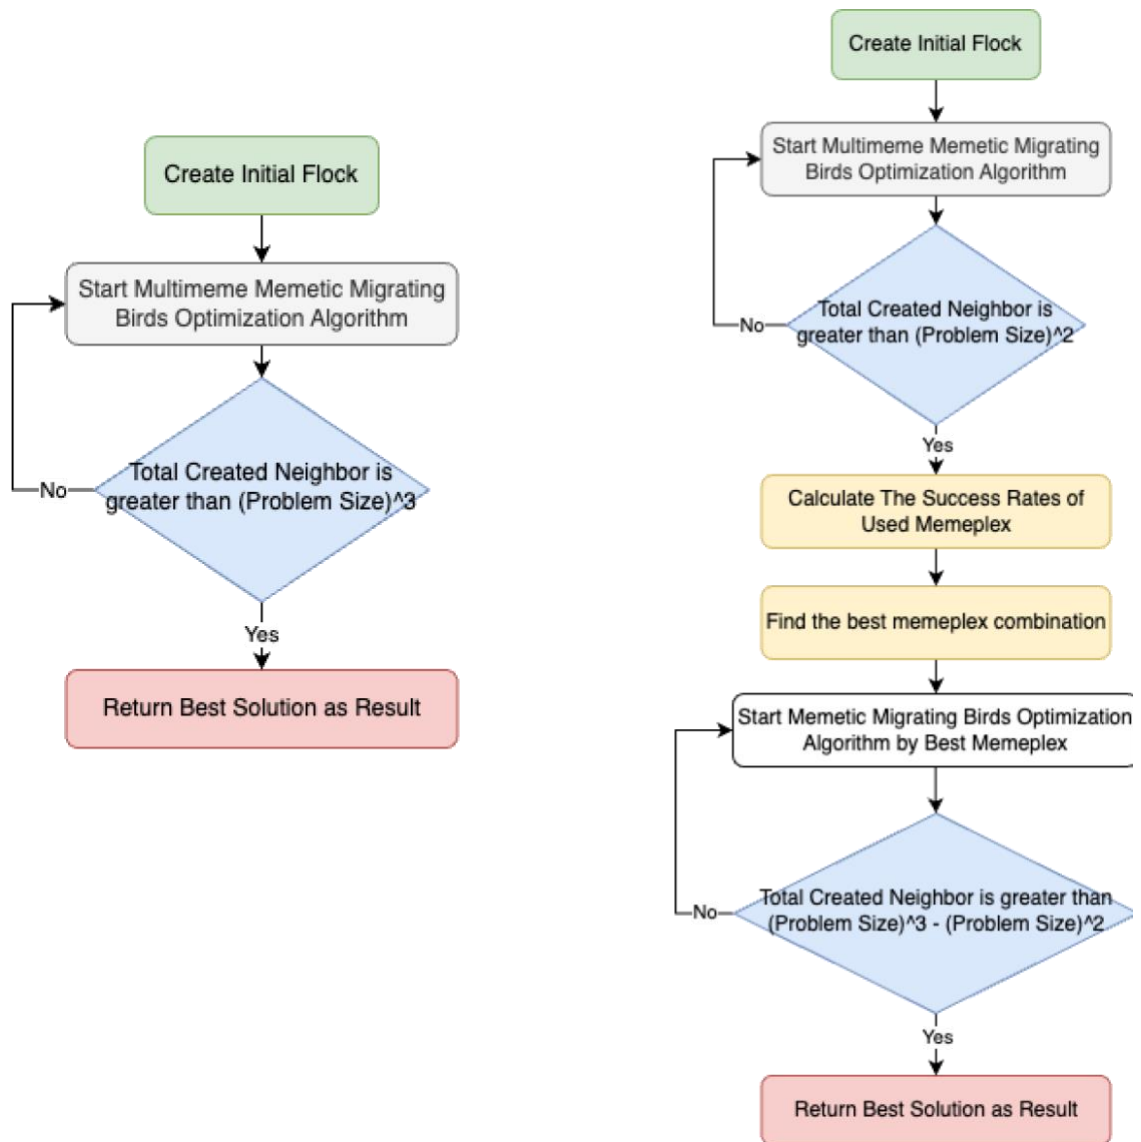 Create Initial Flock
Start Multimeme Memetic Migrating
Birds Optimization Algorithm
Total Created Neighbor is
greater than (Problem Size)^3
No
Yes
Return Best Solution as Result
Create Initial Flock
Start Multimeme Memetic Migrating
Birds Optimization Algorithm
Total Created Neighbor is
greater than (Problem Size)^2
No
Yes
Calculate The Success Rates of
Used Memeplex
Find the best memeplex combination
Start Memetic Migrating Birds Optimization
Algorithm by Best Memeplex
Total Created Neighbor is greater than
(Problem Size)^3 - (Problem Size)^2
No
Yes
Return Best Solution as Result